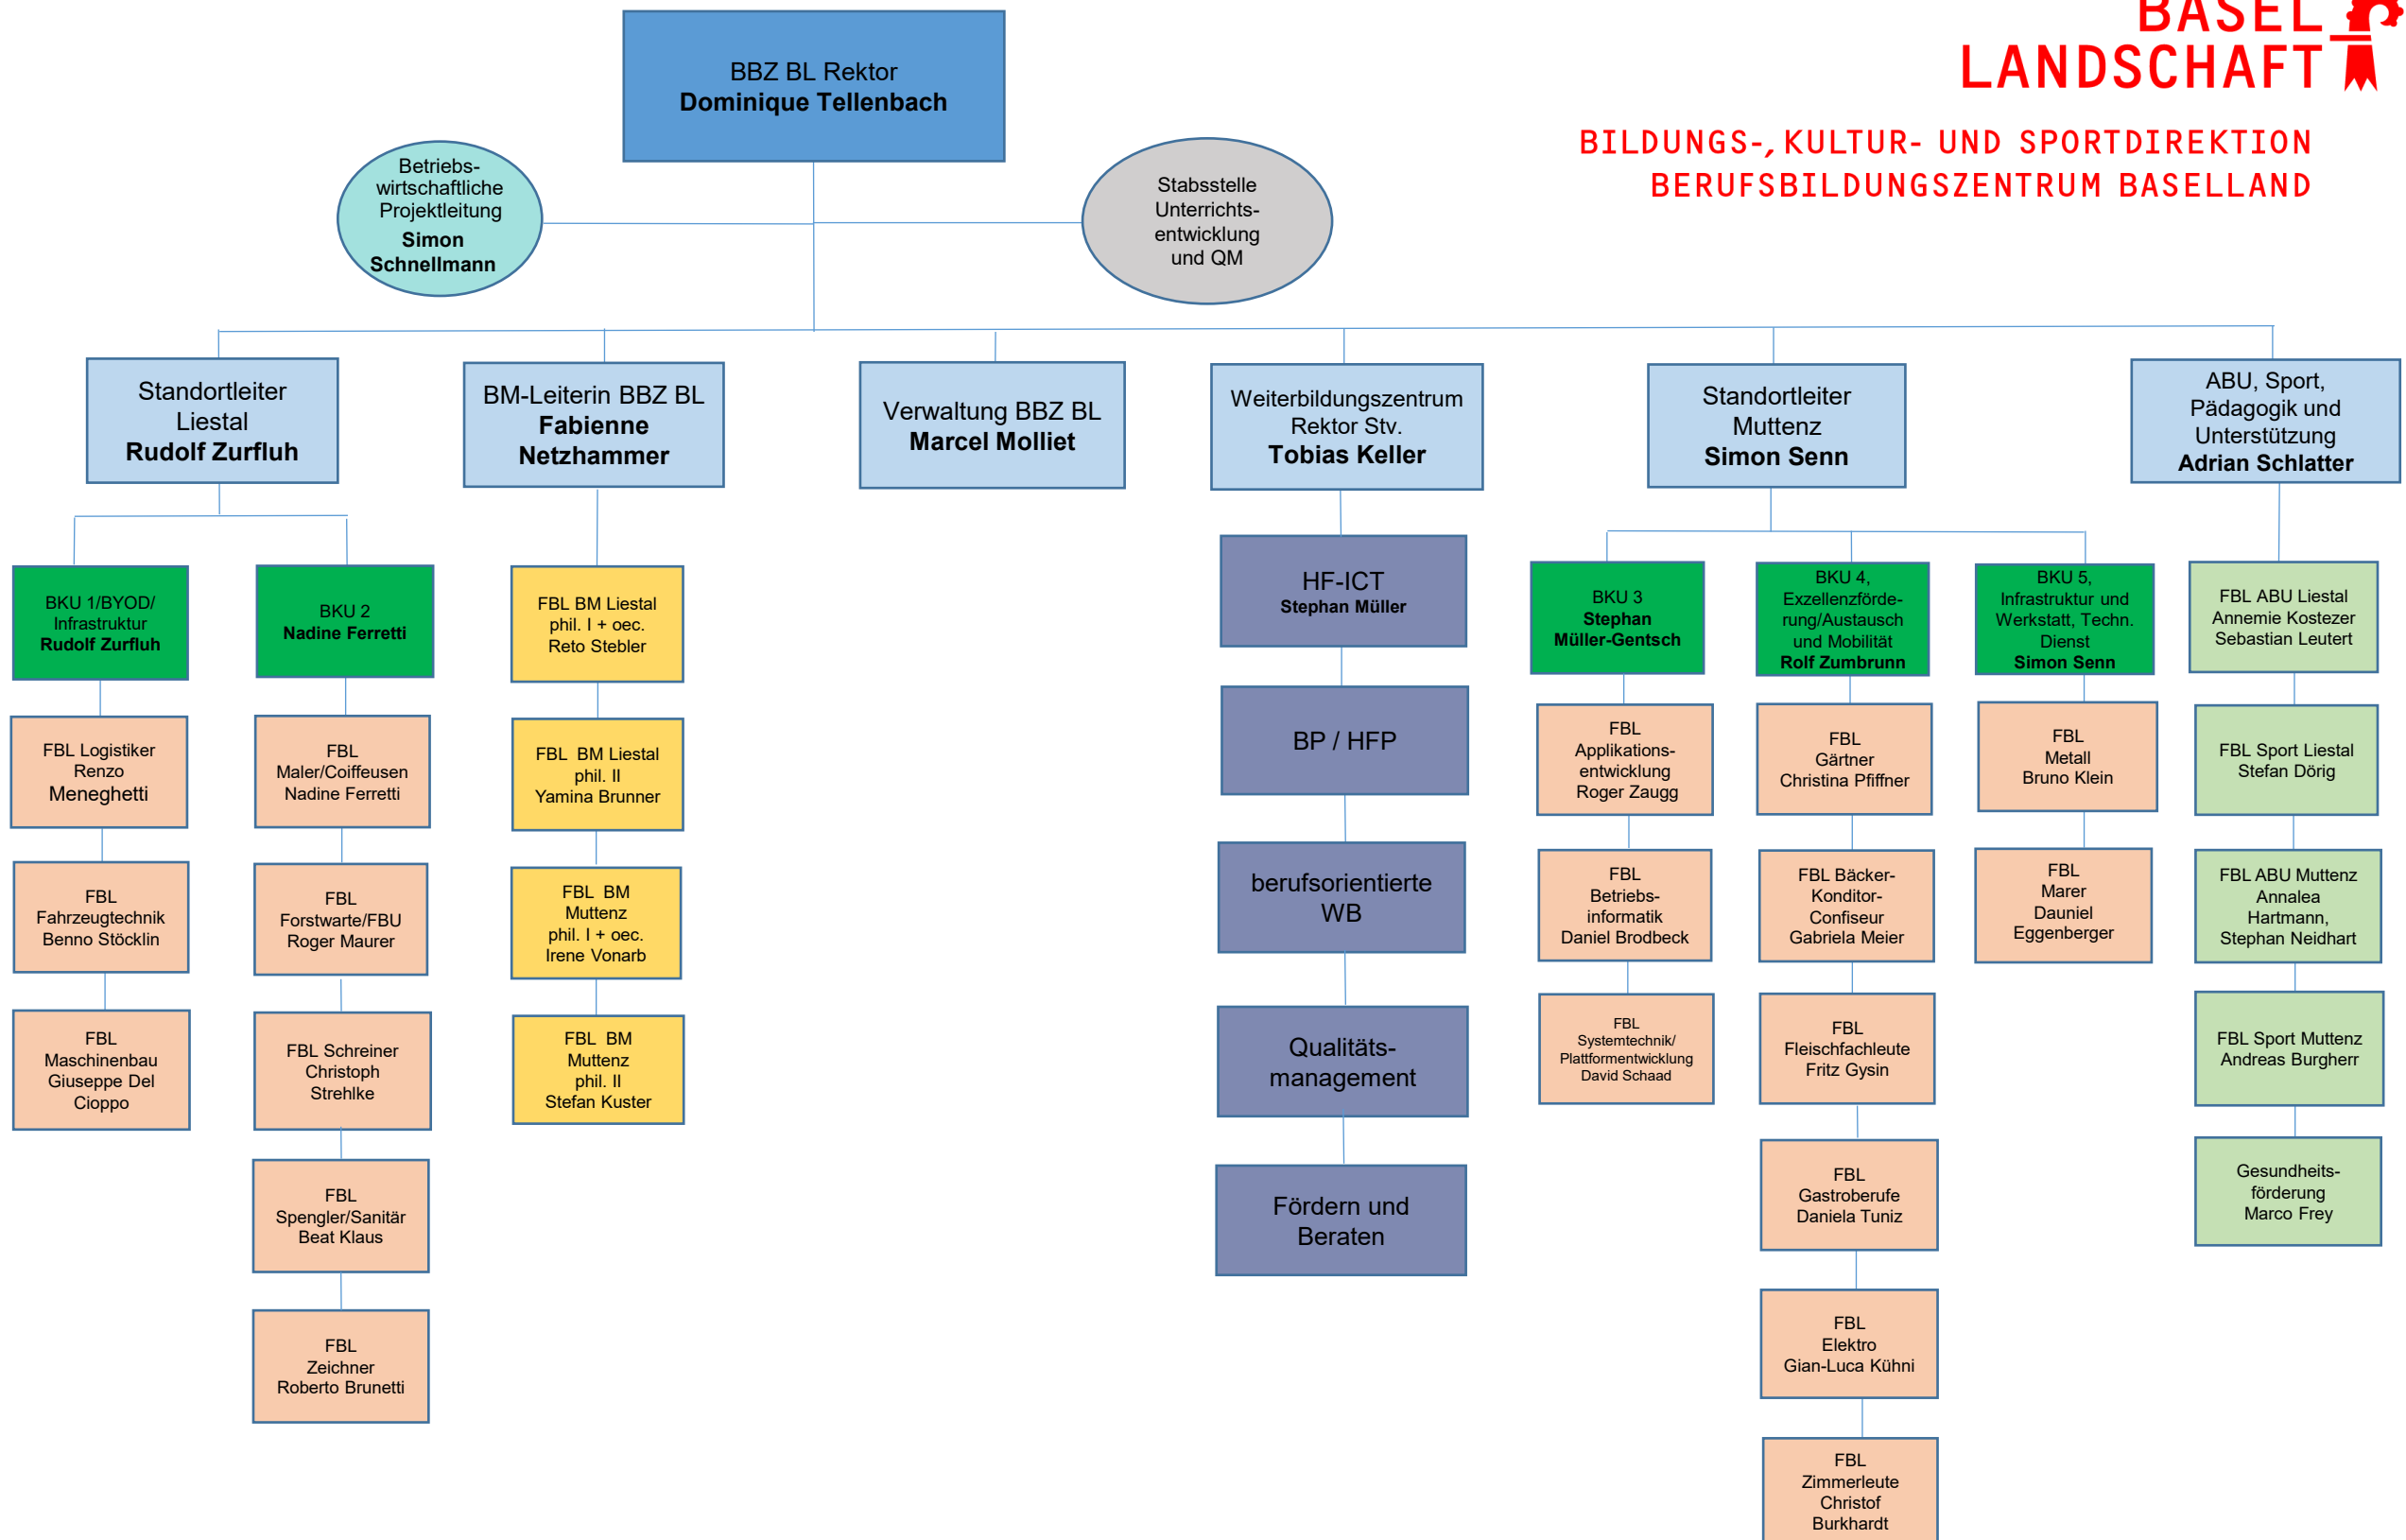 BASEL
LANDSCHAFT
BILDUNGS-, KULTUR- UND SPORTDIREKTION
BERUFSBILDUNGSZENTRUM BASELLAND
BBZ BL Rektor
Dominique Tellenbach
Betriebs-
wirtschaftliche
Projektleitung
Simon
Schnellmann
Stabsstelle
Unterrichts-
entwicklung
und QM
Standortleiter
Liestal
Rudolf Zurfluh
BM-Leiterin BBZ BL
Fabienne
Netzhammer
Verwaltung BBZ BL
Marcel Molliet
Weiterbildungszentrum
Rektor Stv.
Tobias Keller
Standortleiter
Muttenz
Simon Senn
ABU, Sport,
Pädagogik und
Unterstützung
Adrian Schlatter
BKU 1/BYOD/
Infrastruktur
Rudolf Zurfluh
FBL Logistiker
Renzo
Meneghetti
FBL
Fahrzeugtechnik
Benno Stöcklin
FBL
Maschinenbau
Giuseppe Del
Cioppo
BKU 2
Nadine Ferretti
FBL
Maler/Coiffeusen
Nadine Ferretti
FBL
Forstwarte/FBU
Roger Maurer
FBL Schreiner
Christoph
Strehlke
FBL
Spengler/Sanitär
Beat Klaus
FBL
Zeichner
Roberto Brunetti
FBL BM Liestal
phil. I + oec.
Reto Stebler
FBL BM Liestal
phil. II
Yamina Brunner
FBL BM
Muttenz
phil. I + oec.
Irene Vonarb
FBL BM
Muttenz
phil. II
Stefan Kuster
HF-ICT
Stephan Müller
BP / HFP
berufsorientierte
WB
Qualitäts-
management
Fördern und
Beraten
BKU 3
Stephan
Müller-Gentsch
FBL
Applikations-
entwicklung
Roger Zaugg
FBL
Betriebs-
informatik
Daniel Brodbeck
FBL
Systemtechnik/
Plattformentwicklung
David Schaad
BKU 4,
Exzellenzförde-
rung/Austausch
und Mobilität
Rolf Zumbrunn
FBL
Gärtner
Christina Pfiffner
FBL Bäcker-
Konditor-
Confiseur
Gabriela Meier
FBL
Fleischfachleute
Fritz Gysin
FBL
Gastroberufe
Daniela Tuniz
FBL
Elektro
Gian-Luca Kühni
FBL
Zimmerleute
Christof
Burkhardt
BKU 5,
Infrastruktur und
Werkstatt, Techn.
Dienst
Simon Senn
FBL
Metall
Bruno Klein
FBL
Marer
Dauniel
Eggenberger
FBL ABU Liestal
Annemie Kostezer
Sebastian Leutert
FBL Sport Liestal
Stefan Dörig
FBL ABU Muttenz
Annalea
Hartmann,
Stephan Neidhart
FBL Sport Muttenz
Andreas Burgherr
Gesundheits-
förderung
Marco Frey